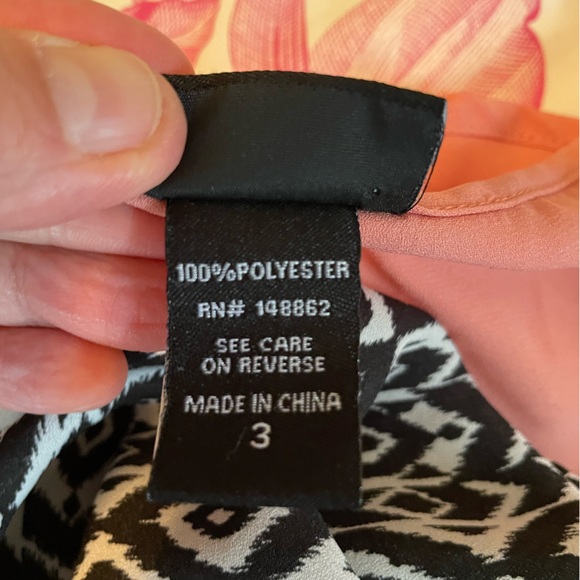 100%POLYESTER
RN# 148862
SEE CARE
ON REVERSE
MADE IN CHINA
3